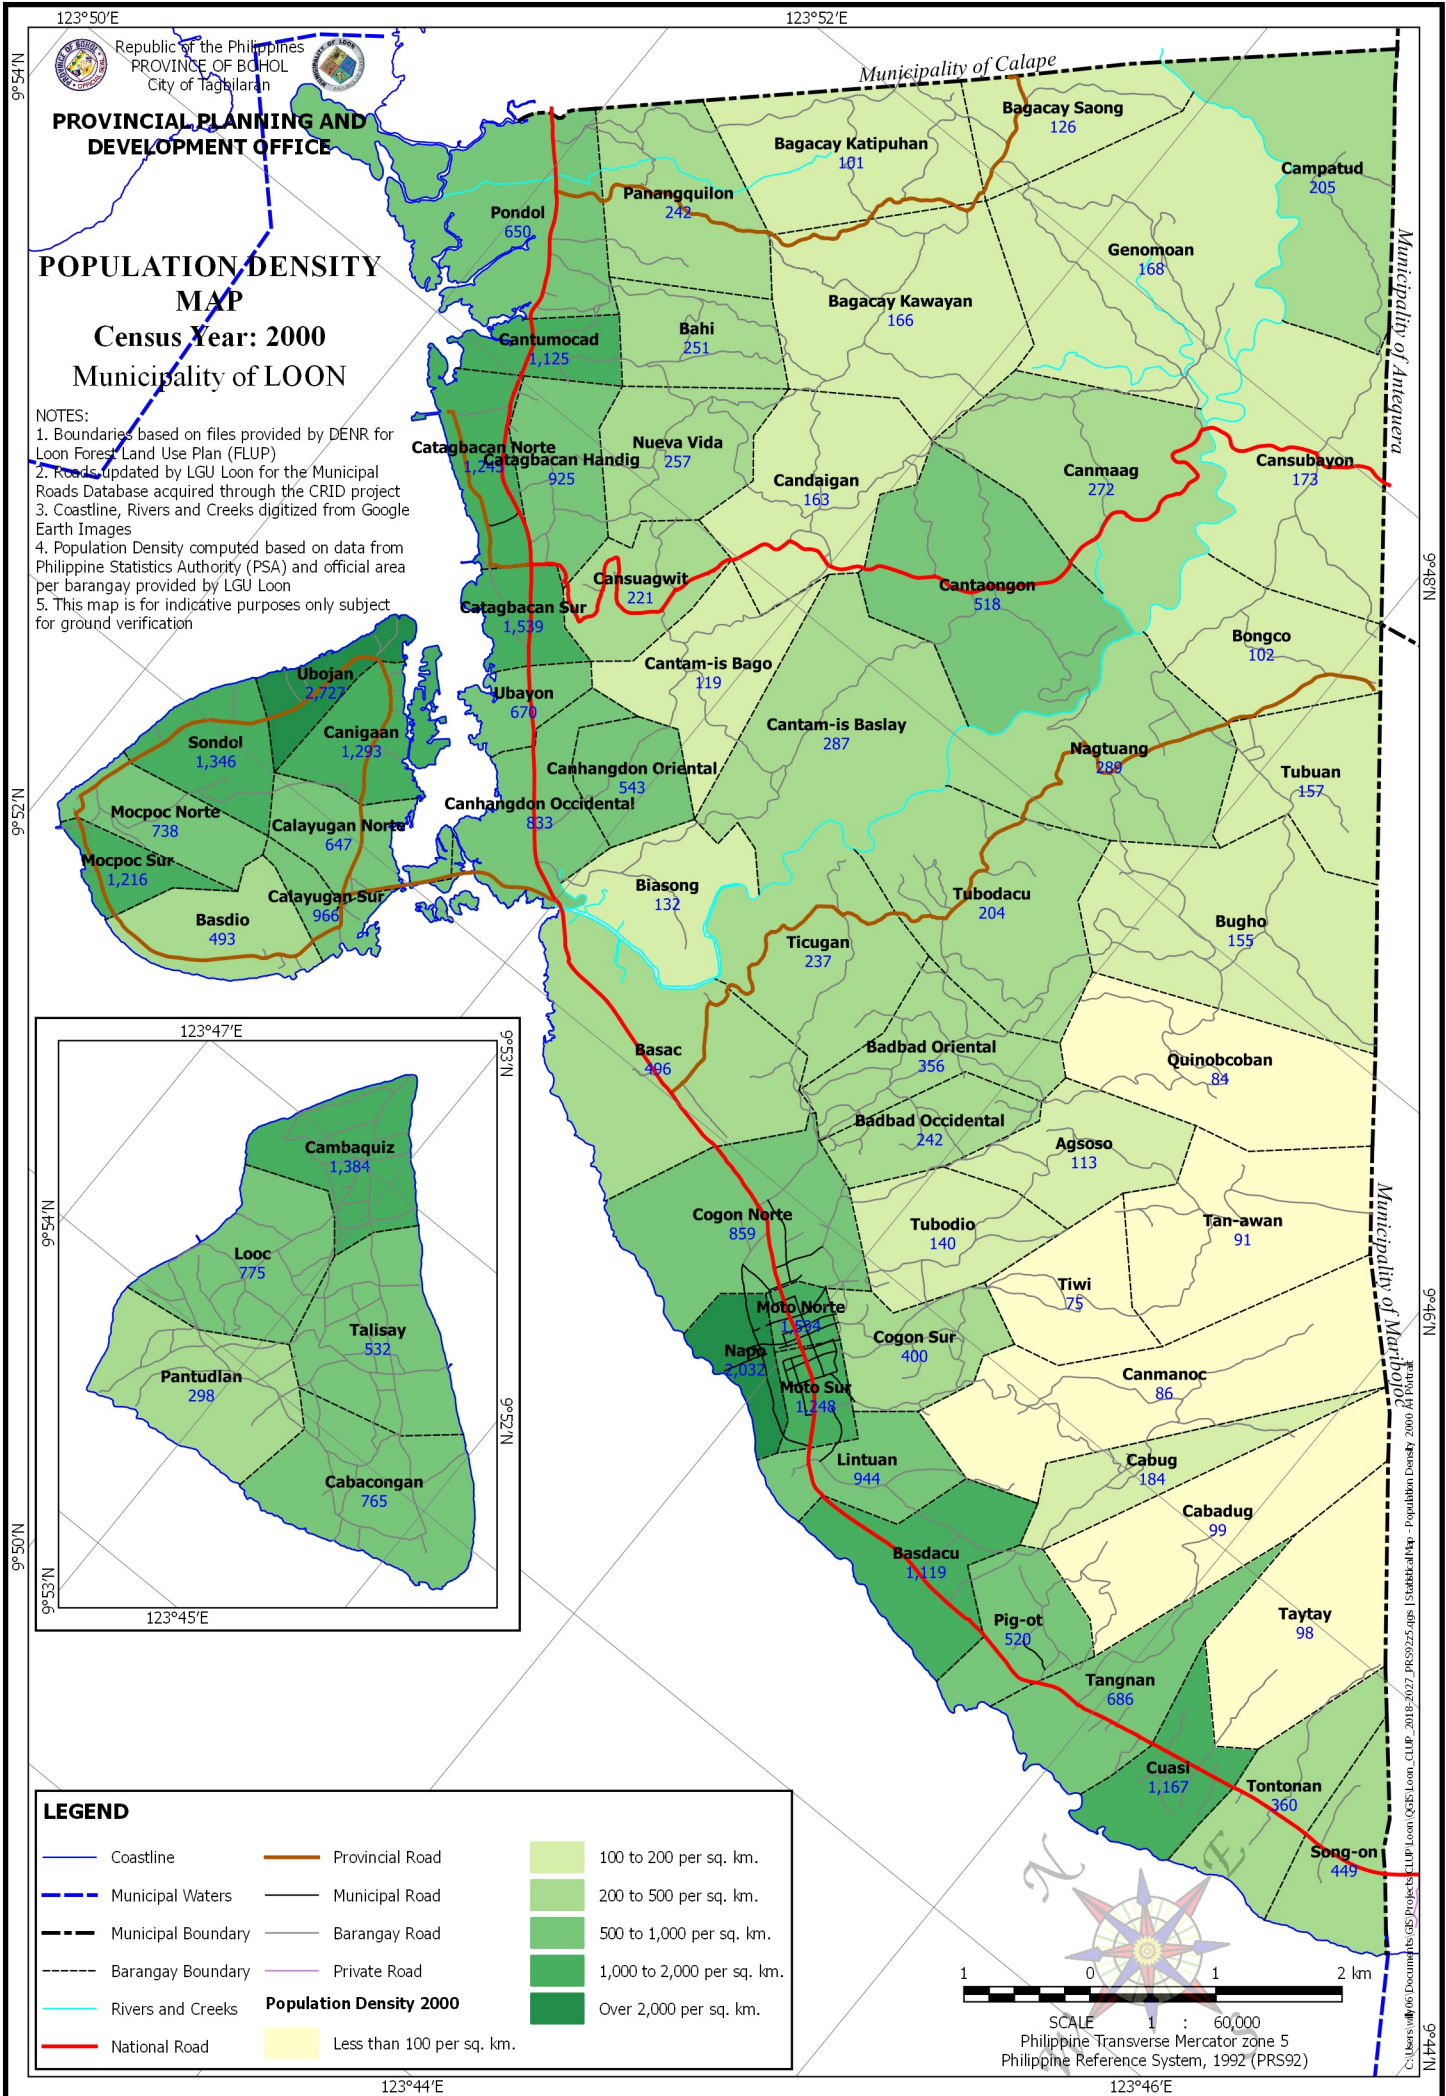 123°50′E
123°52′E
Republic of the Philippines
PROVINCE OF BOHOL
City of Tagbilaran
PROVINCIAL PLANNING AND
DEVELOPMENT OFFICE
POPULATION DENSITY
MAP
Census Year: 2000
Municipality of LOON
NOTES:
1. Boundaries based on files provided by DENR for
Loon Forest Land Use Plan (FLUP)
2. Roads updated by LGU Loon for the Municipal
Roads Database acquired through the CRID project
3. Coastline, Rivers and Creeks digitized from Google
Earth Images
4. Population Density computed based on data from
Philippine Statistics Authority (PSA) and official area
per barangay provided by LGU Loon
5. This map is for indicative purposes only subject
for ground verification
9°54′N
9°52′N
9°54′N
9°50′N
9°48′N
9°46′N
9°44′N
Municipality of Calape
Municipality of Antequera
Municipality of Maribojoc
Bagacay Saong
126
Bagacay Katipuhan
101
Campatud
205
Panangquilon
242
Pondol
650
Genomoan
168
Bagacay Kawayan
166
Bahi
251
Cantumocad
1,125
Catagbacan Norte
1,243
Catagbacan Handig
925
Nueva Vida
257
Candaigan
163
Canmaag
272
Cansubayon
173
Cansuagwit
221
Cantaongon
518
Catagbacan Sur
1,539
Bongco
102
Cantam-is Bago
119
Ubojan
2,727
Ubayon
670
Canigaan
1,293
Sondol
1,346
Cantam-is Baslay
287
Nagtuang
289
Canhangdon Oriental
543
Tubuan
157
Canhangdon Occidental
833
Mocpoc Norte
738
Calayugan Norte
647
Mocpoc Sur
1,216
Biasong
132
Calayugan Sur
966
Tubodacu
204
Basdio
493
Bugho
155
Ticugan
237
Basac
496
Badbad Oriental
356
Quinobcoban
84
Badbad Occidental
242
Agsoso
113
Cogon Norte
859
Tubodio
140
Tan-awan
91
Tiwi
75
Moto Norte
1,594
Cogon Sur
400
Napo
2,032
Canmanoc
86
Moto Sur
1,248
Lintuan
944
Cabug
184
Cabadug
99
Basdacu
1,119
Pig-ot
520
Taytay
98
Tangnan
686
Cuasi
1,167
Tontonan
360
Song-on
449
123°47′E
9°53′N
Cambaquiz
1,384
Looc
775
Talisay
532
Pantudlan
298
Cabacongan
765
9°52′N
9°53′N
123°45′E
LEGEND
Coastline
Municipal Waters
Municipal Boundary
Barangay Boundary
Rivers and Creeks
National Road
Provincial Road
Municipal Road
Barangay Road
Private Road
Population Density 2000
Less than 100 per sq. km.
100 to 200 per sq. km.
200 to 500 per sq. km.
500 to 1,000 per sq. km.
1,000 to 2,000 per sq. km.
Over 2,000 per sq. km.
N
E
S
W
1 0 1 2 km
SCALE 1 : 60,000
Philippine Transverse Mercator zone 5
Philippine Reference System, 1992 (PRS92)
C:\Users\willy06\Documents\GIS Projects\CLUP\Loon\QGIS\Loon_CLUP_2018-2027_PRS92z5.qgs | Statistical Map - Population Density 2000 A4 Portrait
123°44′E
123°46′E